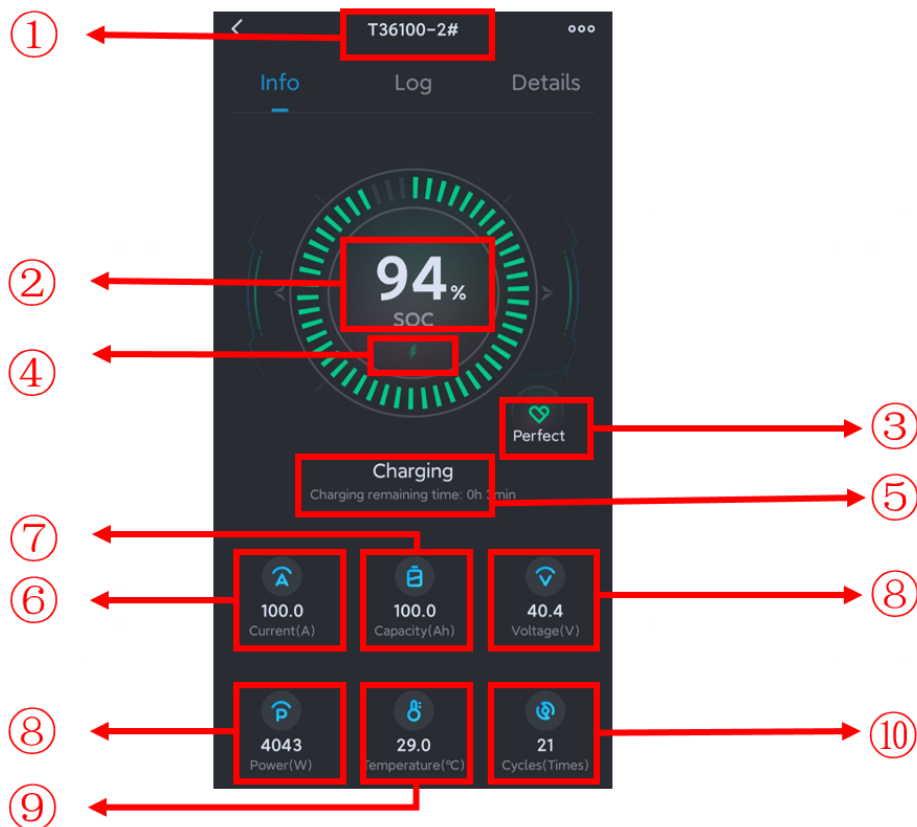 ① T36100-2#
Info Log Details
② 94%
SOC
④
③
Perfect
Charging
Charging remaining time: 0h 3min
⑤
⑦
⑥ 100.0 100.0 40.4 ⑧
Current(A) Capacity(Ah) Voltage(V)
⑧ 4043 29.0 21 ⑩
Power(W) Temperature(℃) Cycles(Times)
⑨